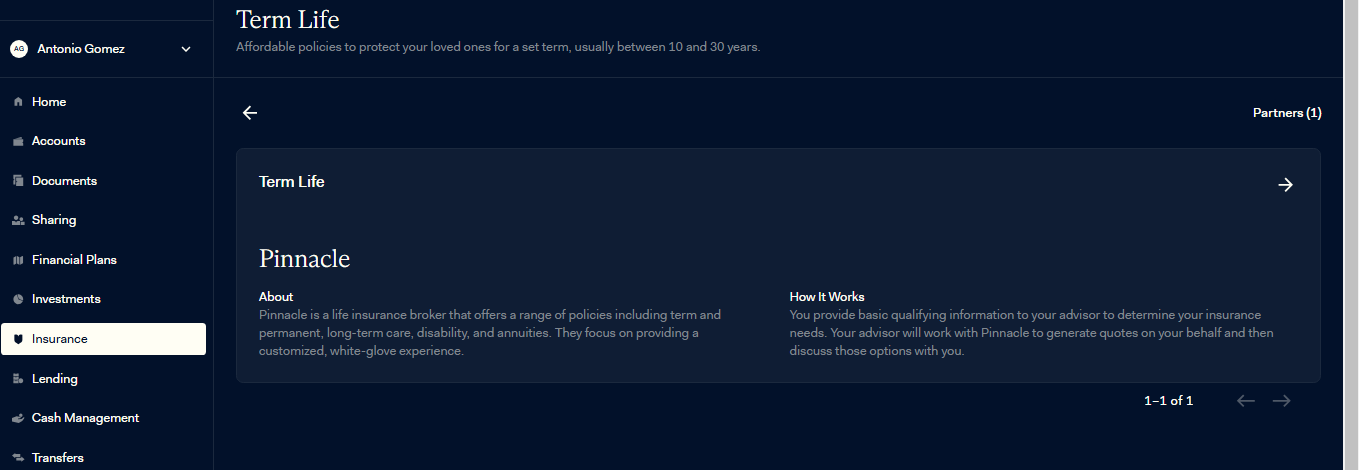 Term Life
Affordable policies to protect your loved ones for a set term, usually between 10 and 30 years.
AG Antonio Gomez
Home
Accounts
Documents
Sharing
Financial Plans
Investments
Insurance
Lending
Cash Management
Transfers
Partners (1)
Term Life
Pinnacle
About
Pinnacle is a life insurance broker that offers a range of policies including term and
permanent, long-term care, disability, and annuities. They focus on providing a
customized, white-glove experience.
How It Works
You provide basic qualifying information to your advisor to determine your insurance
needs. Your advisor will work with Pinnacle to generate quotes on your behalf and then
discuss those options with you.
1–1 of 1